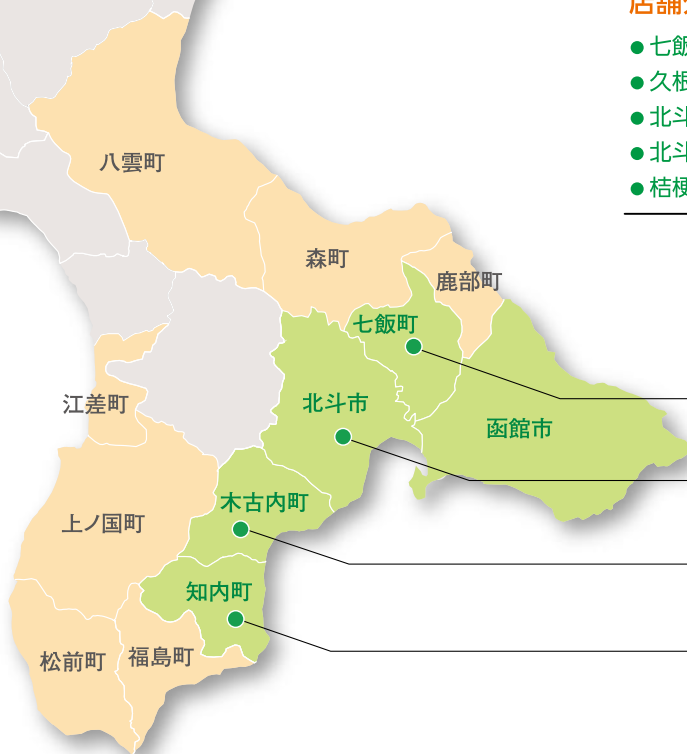 店舗
七飯
久根
北斗
北斗
桔梗
八雲町
森町
鹿部町
七飯町
江差町
北斗市
函館市
木古内町
上ノ国町
知内町
松前町
福島町